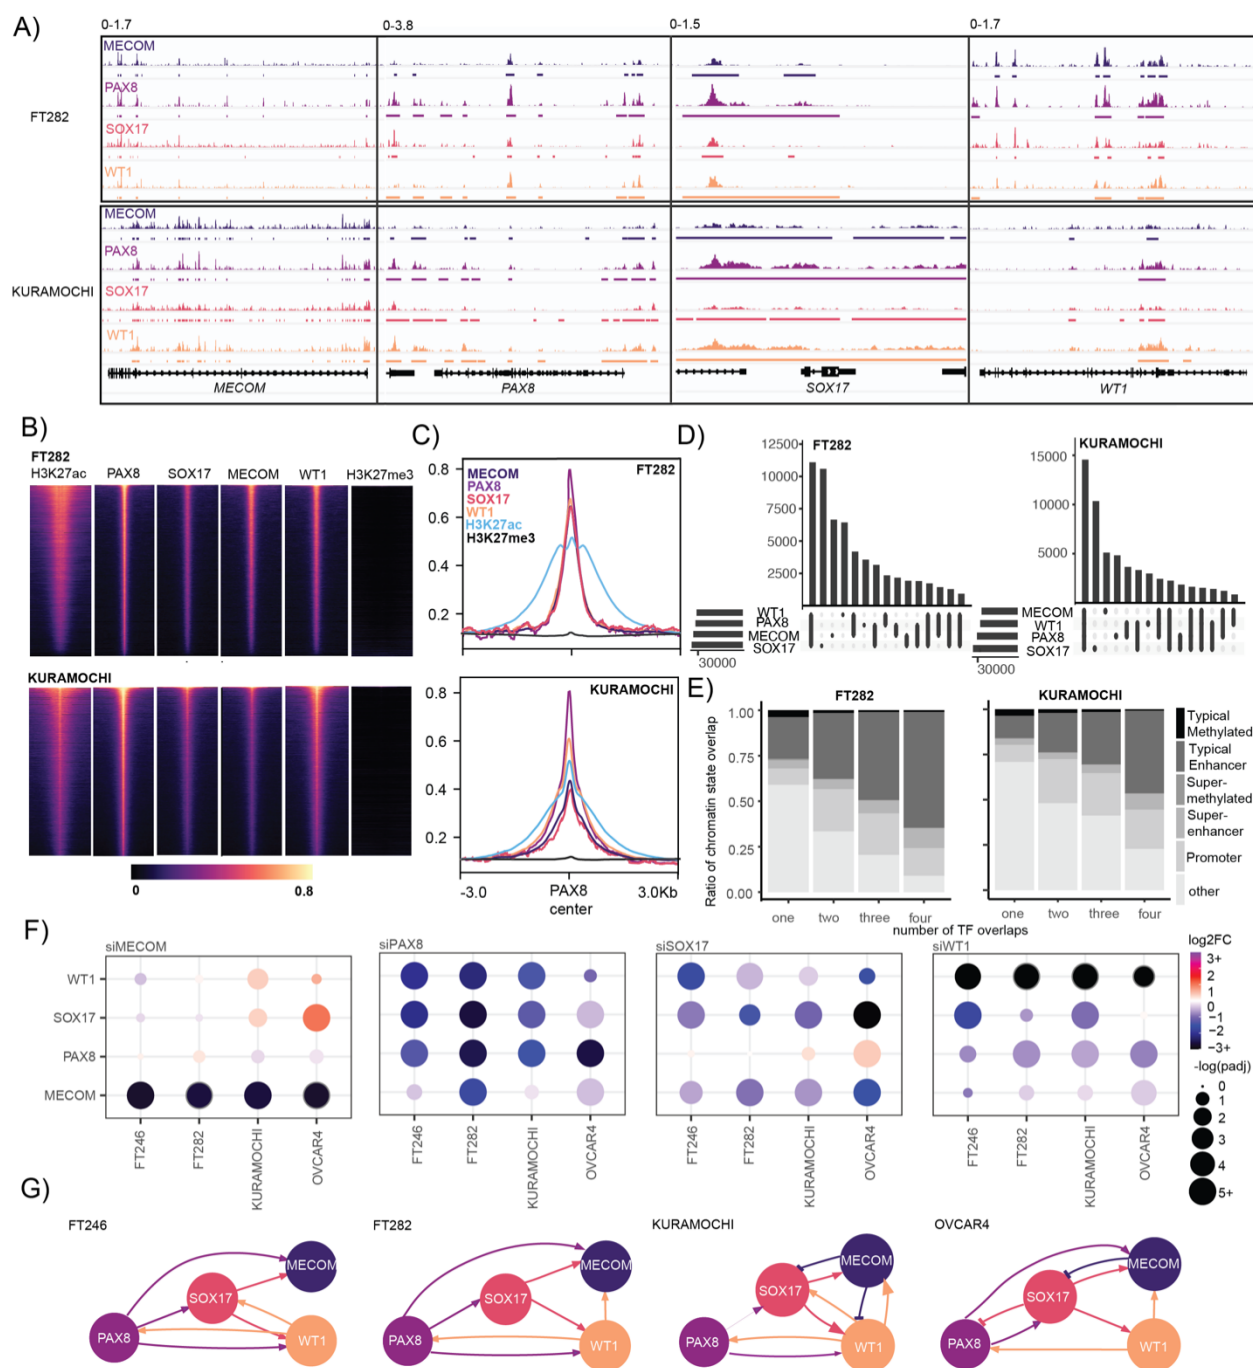 A)
0-1.7 0-3.8 0-1.5 0-1.7
FT282
MECOM
PAX8
SOX17
WT1
KURAMOCHI
MECOM
PAX8
SOX17
WT1
MECOM PAX8 SOX17 WT1
B)
FT282
H3K27ac PAX8 SOX17 MECOM WT1 H3K27me3
KURAMOCHI
0 0.8
C)
FT282
MECOM
PAX8
SOX17
WT1
H3K27ac
H3K27me3
0.8
0.6
0.4
0.2
KURAMOCHI
0.8
0.6
0.4
0.2
-3.0 PAX8 3.0Kb
center
D)
FT282
12500
10000
7500
5000
2500
WT1
PAX8
MECOM
SOX17
30000
KURAMOCHI
15000
10000
5000
MECOM
WT1
PAX8
SOX17
30000
E)
FT282 KURAMOCHI
Ratio of chromatin state overlap
1.00
0.75
0.50
0.25
0.00
one two three four
one two three four
number of TF overlaps
Typical
Methylated
Typical
Enhancer
Super-
methylated
Super-
enhancer
Promoter
other
F)
siMECOM siPAX8 siSOX17 siWT1
WT1
SOX17
PAX8
MECOM
FT246 FT282 KURAMOCHI OVCAR4
FT246 FT282 KURAMOCHI OVCAR4
FT246 FT282 KURAMOCHI OVCAR4
FT246 FT282 KURAMOCHI OVCAR4
log2FC
3+
2
1
0
−1
−2
−3+
-log(padj)
0
1
2
3
4
5+
G)
FT246
MECOM
SOX17
PAX8
WT1
FT282
MECOM
SOX17
PAX8
WT1
KURAMOCHI
MECOM
SOX17
PAX8
WT1
OVCAR4
MECOM
SOX17
PAX8
WT1